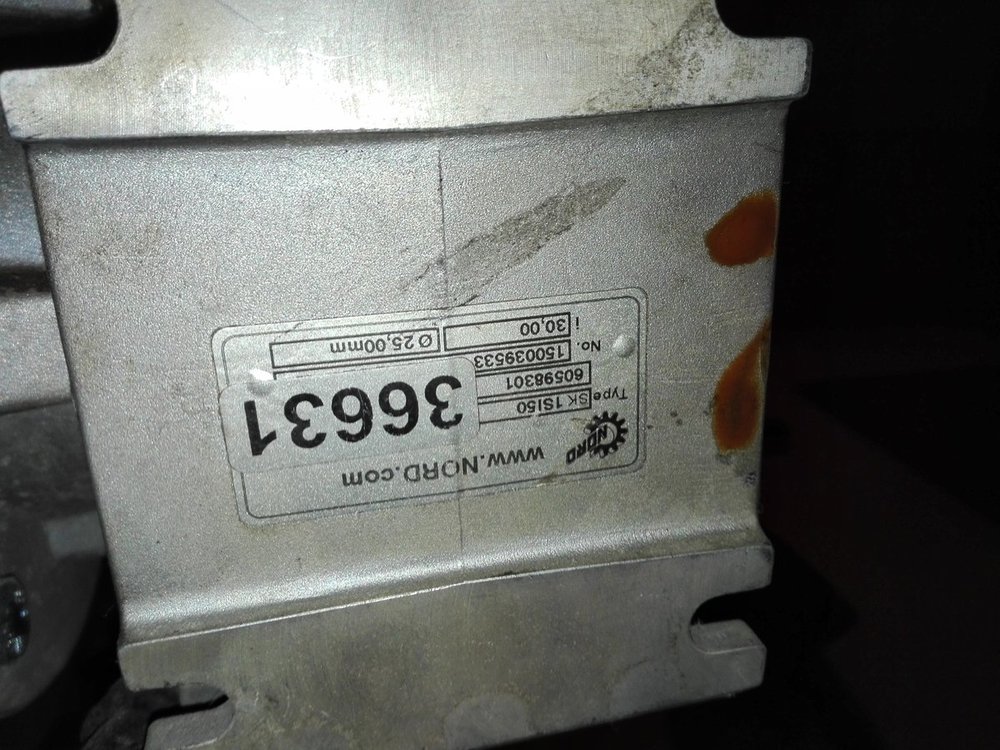 NORD
www.NORD.com
Type SK 1SI50
60598301
No. 150039533
i 30,00 Ø 25,00mm
36631